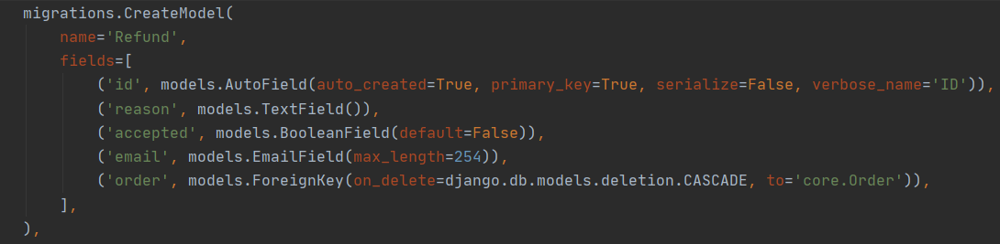 migrations.CreateModel(
    name='Refund',
    fields=[
        ('id', models.AutoField(auto_created=True, primary_key=True, serialize=False, verbose_name='ID')),
        ('reason', models.TextField()),
        ('accepted', models.BooleanField(default=False)),
        ('email', models.EmailField(max_length=254)),
        ('order', models.ForeignKey(on_delete=django.db.models.deletion.CASCADE, to='core.Order')),
    ],
),